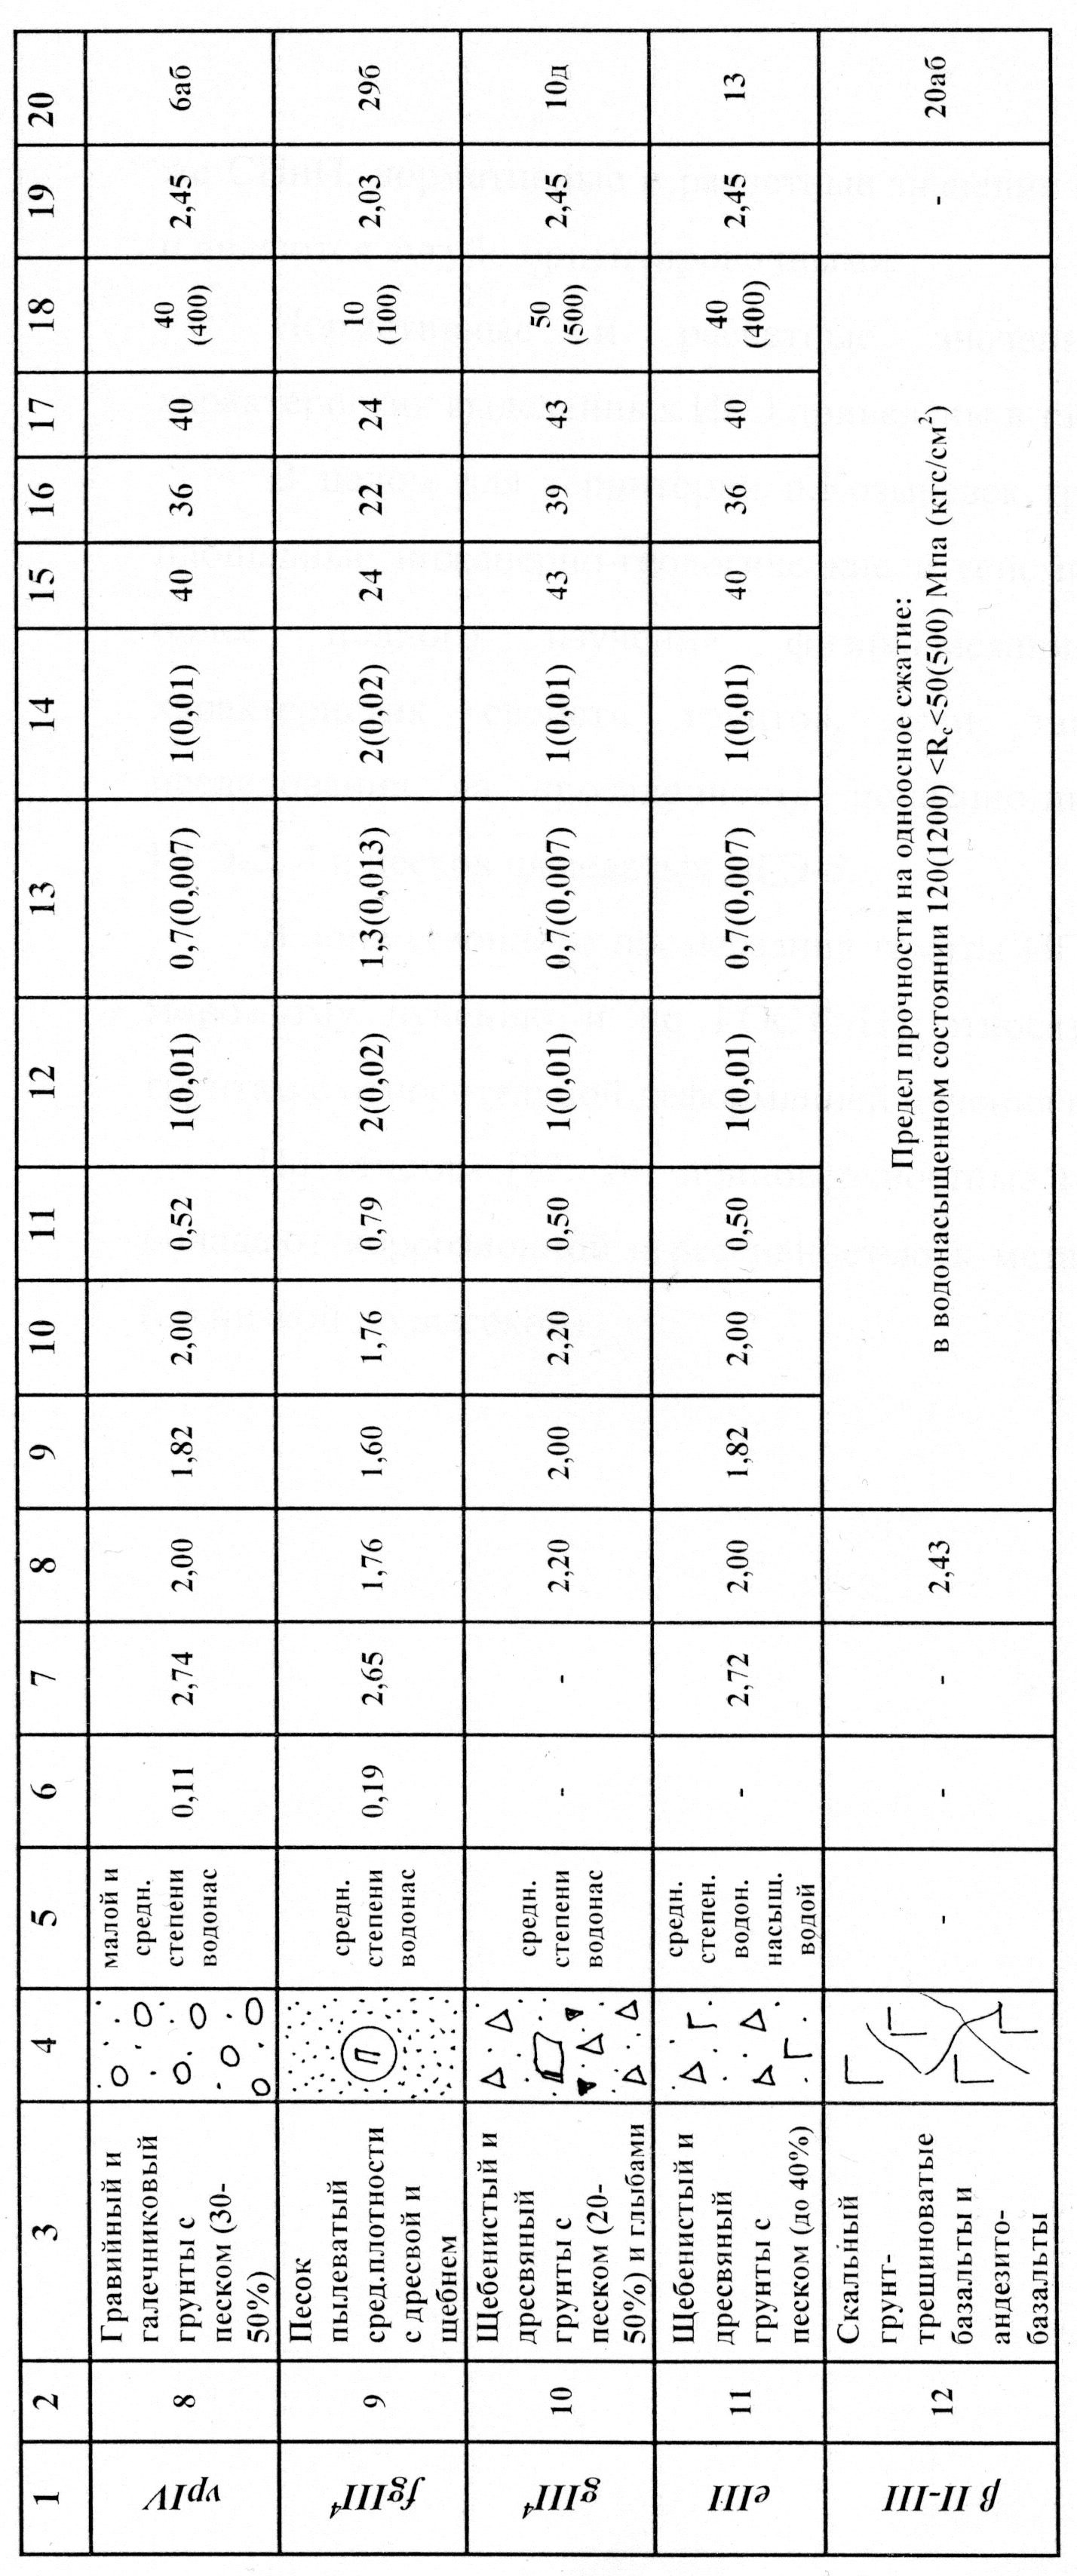 1 2 3 4 5 6 7 8 9 10 11 12 13 14 15 16 17 18 19 20
vpIV
8
Гравийный и
галечниковый
грунты с
песком (30-
50%)
малой и
средн.
степени
водонас
0,11
2,74
2,00
1,82
2,00
0,52
1(0,01)
0,7(0,007)
1(0,01)
40
36
40
40
(400)
2,45
6аб
fgIII⁴
9
Песок
пылеватый
сред.плотности
с дресвой и
щебнем
П
средн.
степени
водонас
0,19
2,65
1,76
1,60
1,76
0,79
2(0,02)
1,3(0,013)
2(0,02)
24
22
24
10
(100)
2,03
29б
gIII⁴
10
Щебенистый и
дресвяный
грунты с
песком (20-
50%) и глыбами
средн.
степени
водонас
-
-
2,20
2,00
2,20
0,50
1(0,01)
0,7(0,007)
1(0,01)
43
39
43
50
(500)
2,45
10д
eIII
11
Щебенистый и
дресвяный
грунты с
песком (до 40%)
средн.
степен.
водон.
насыщ.
водой
-
2,72
2,00
1,82
2,00
0,50
1(0,01)
0,7(0,007)
1(0,01)
40
36
40
40
(400)
2,45
13
β II-III
12
Скальный
грунт-
трещиноватые
базальты и
андезито-
базальты
-
-
-
2,43
Предел прочности на одноосное сжатие:
в водонасыщенном состояни 120(1200) <Rс<50(500) Мпа (кгс/см²)
-
20аб